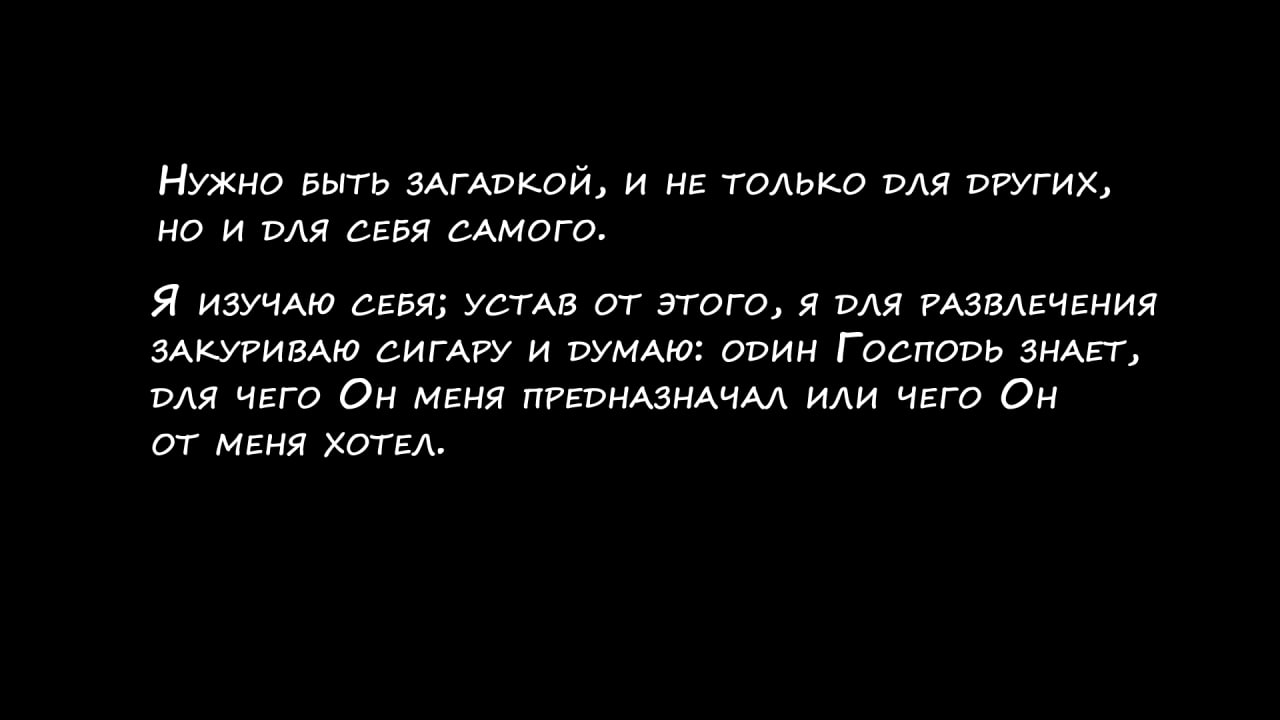 Нужно быть загадкой, и не только для других,
но и для себя самого.
Я изучаю себя; устав от этого, я для развлечения
закуриваю сигару и думаю: один Господь знает,
для чего Он меня предназначал или чего Он
от меня хотел.